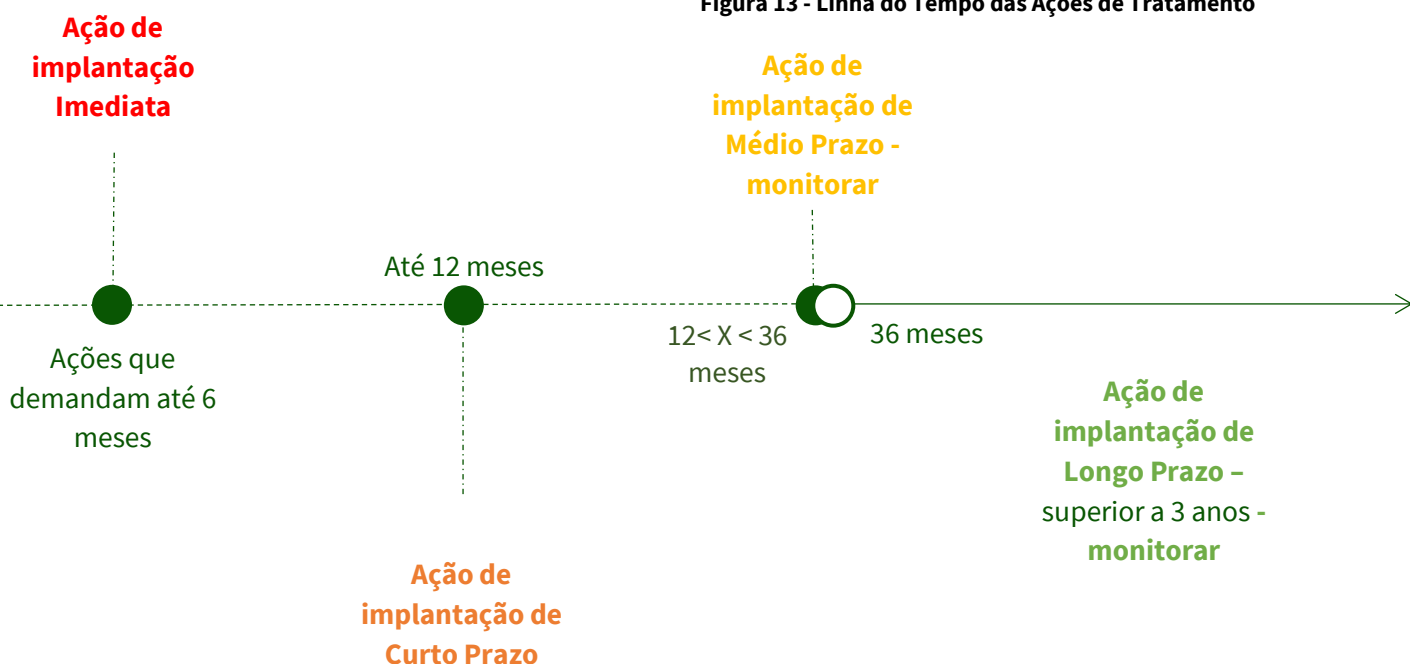 Figura 13 - Linha do Tempo das Ações de Tratamento
Ação de
implantação
Imediata
Ação de
implantação de
Médio Prazo -
monitorar
Até 12 meses
12< X < 36
meses
36 meses
Ações que
demandam até 6
meses
Ação de
implantação de
Longo Prazo –
superior a 3 anos -
monitorar
Ação de
implantação de
Curto Prazo